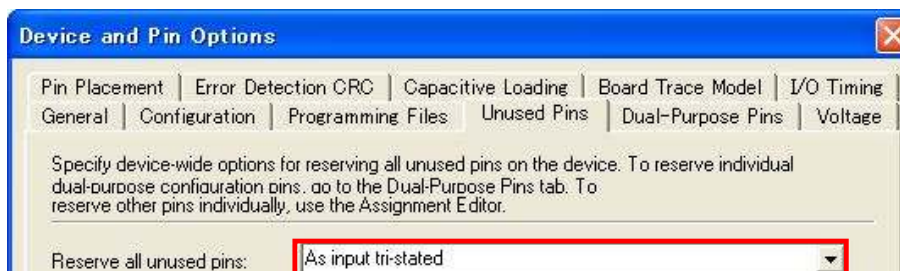 Device and Pin Options
Pin Placement | Error Detection CRC | Capacitive Loading | Board Trace Model | I/O Timing
General | Configuration | Programming Files | Unused Pins | Dual-Purpose Pins | Voltage
Specify device-wide options for reserving all unused pins on the device. To reserve individual
dual-purpose configuration pins, go to the Dual-Purpose Pins tab. To
reserve other pins individually, use the Assignment Editor.
Reserve all unused pins: As input tri-stated